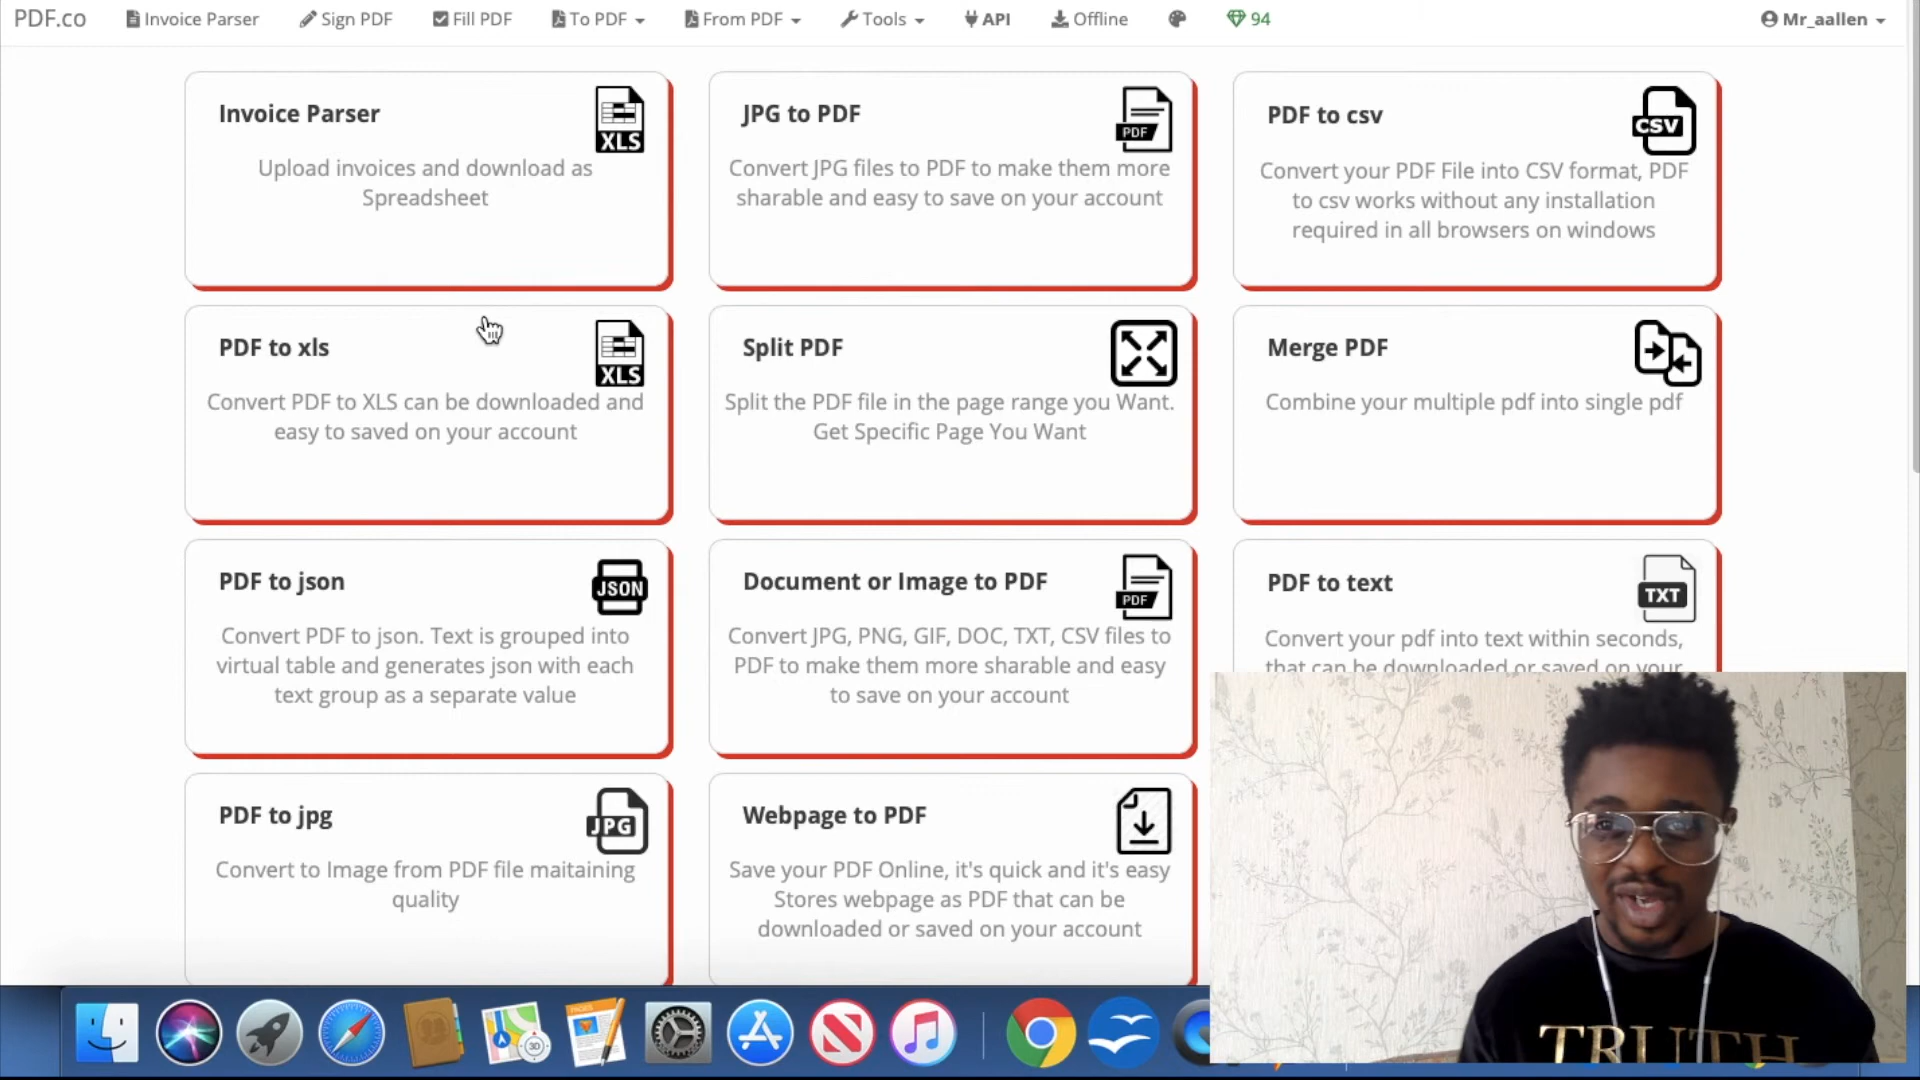 PDF.co
Invoice Parser
Sign PDF
Fill PDF
To PDF
From PDF
Tools
API
Offline
94
Mr_aallen
Invoice Parser
XLS
Upload invoices and download as
Spreadsheet
JPG to PDF
PDF
Convert JPG files to PDF to make them more
sharable and easy to save on your account
PDF to csv
CSV
Convert your PDF File into CSV format, PDF
to csv works without any installation
required in all browsers on windows
PDF to xls
XLS
Convert PDF to XLS can be downloaded and
easy to saved on your account
Split PDF
Split the PDF file in the page range you Want.
Get Specific Page You Want
Merge PDF
Combine your multiple pdf into single pdf
PDF to json
JSON
Convert PDF to json. Text is grouped into
virtual table and generates json with each
text group as a separate value
Document or Image to PDF
PDF
Convert JPG, PNG, GIF, DOC, TXT, CSV files to
PDF to make them more sharable and easy
to save on your account
PDF to text
TXT
Convert your pdf into text within seconds,
that can be downloaded or saved on your
PDF to jpg
JPG
Convert to Image from PDF file maitaining
quality
Webpage to PDF
Save your PDF Online, it's quick and it's easy
Stores webpage as PDF that can be
downloaded or saved on your account
PAGES
3D
TRUTH